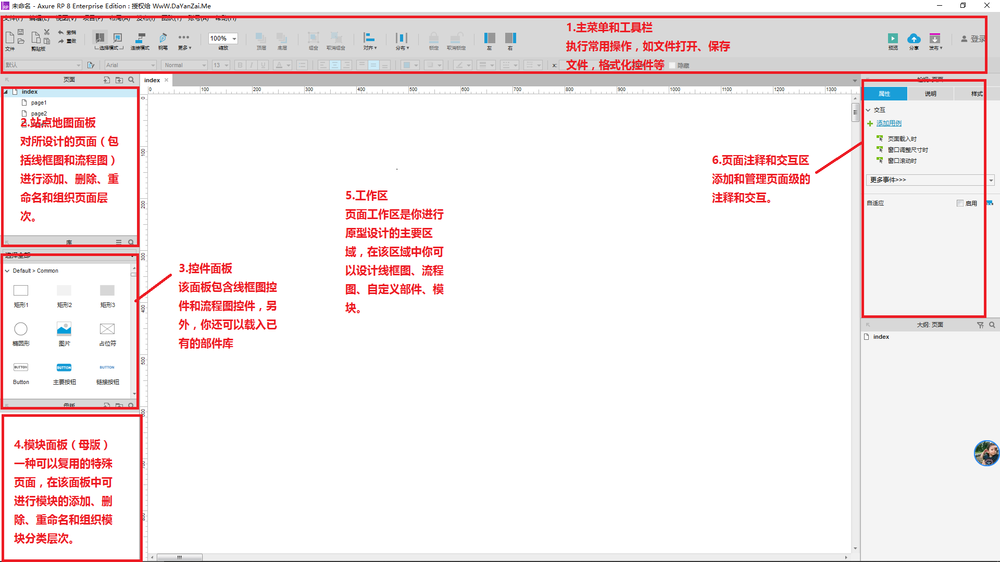 未命名 - Axure RP 8 Enterprise Edition : 授权给 WwW.DaYanZai.Me
文件(F) 编辑(E) 视图(V) 项目(P) 布局(A) 发布(I) 团队(T) 账号(A) 帮助(H)
文件 剪贴板 撤销 重做 选择模式 连接模式 钢笔 更多 100% 缩放 顶层 底层 组合 取消组合 对齐 分布 锁定 取消锁定 左 右 预览 分享 发布 登录
默认 Arial Normal 13 B I U A x: 隐藏
1.主菜单和工具栏
执行常用操作，如文件打开、保存
文件，格式化控件等
页面
index
page1
page2
2.站点地图面板
对所设计的页面（包
括线框图和流程图）
进行添加、删除、重
命名和组织页面层
次。
库
选择全部
Default > Common
矩形1 矩形2 矩形3
椭圆形 图片 占位符
BUTTON BUTTON BUTTON
Button 主要按钮 链接按钮
母版
4.模块面板（母版）
一种可以复用的特殊
页面，在该面板中可
进行模块的添加、删
除、重命名和组织模
块分类层次。
index
0 100 200 300 400 500 600 700 800 900 1000 1100 1200 1300
0 100 200 300 400 500 600 700 800
3.控件面板
该面板包含线框图控
件和流程图控件，另
外，你还可以载入已
有的部件库
5.工作区
页面工作区是你进行
原型设计的主要区
域，在该区域中你可
以设计线框图、流程
图、自定义部件、模
块。
6.页面注释和交互区
添加和管理页面级的
注释和交互。
检视: 页面
属性 说明 样式
交互
添加用例
页面载入时
窗口调整尺寸时
窗口滚动时
更多事件>>>
自适应 启用
大纲: 页面
index